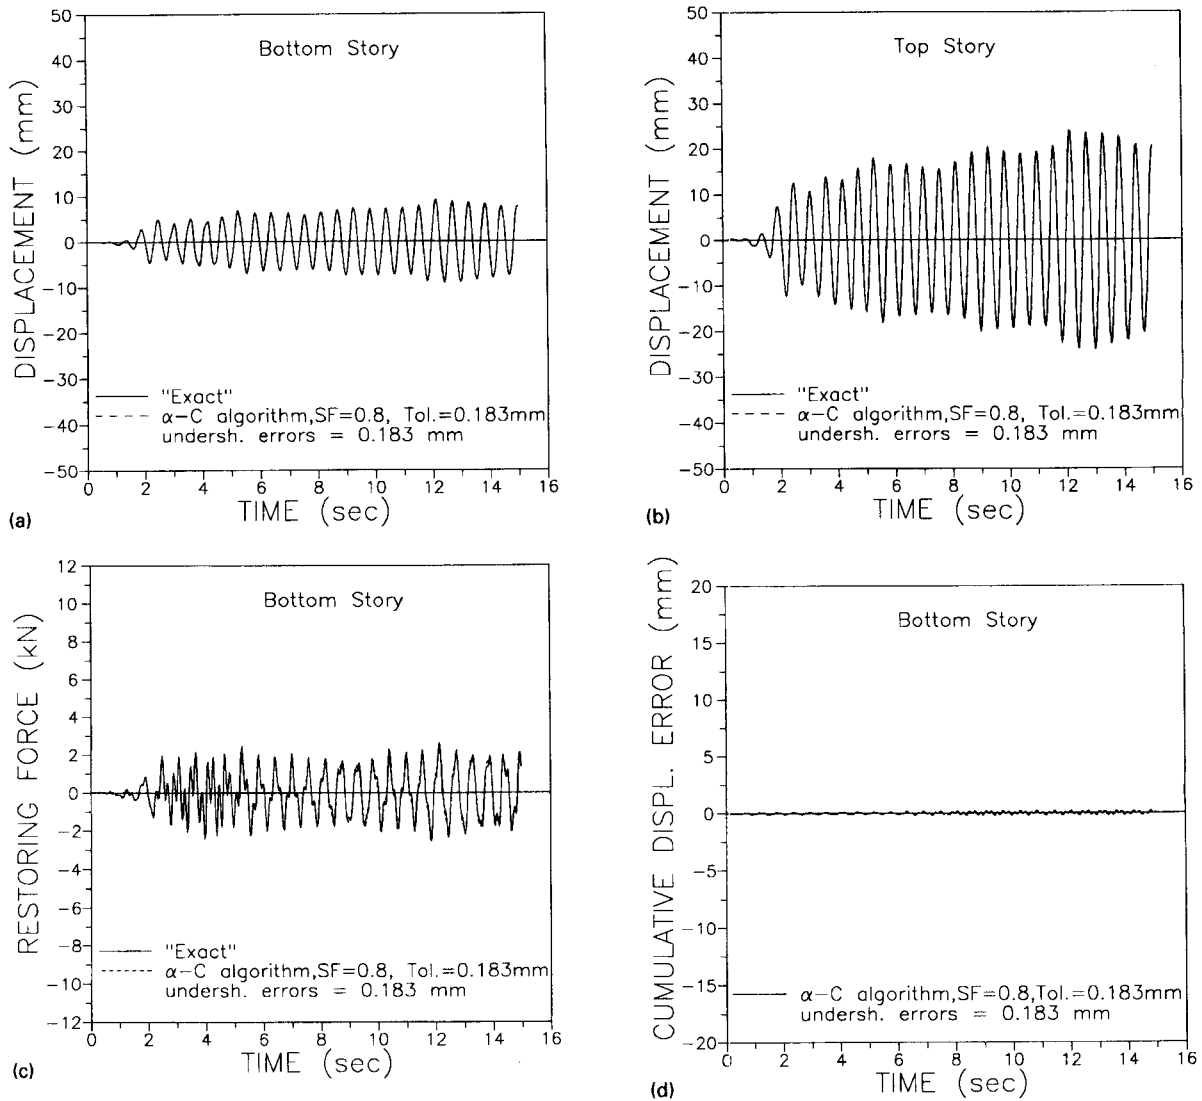 50
40
30
20
10
0
−10
−20
−30
−40
−50
DISPLACEMENT (mm)
Bottom Story
"Exact"
α−C algorithm,SF=0.8, Tol.=0.183mm
undersh. errors = 0.183 mm
0 2 4 6 8 10 12 14 16
TIME (sec)
(a)
50
40
30
20
10
0
−10
−20
−30
−40
−50
DISPLACEMENT (mm)
Top Story
"Exact"
α−C algorithm,SF=0.8, Tol.=0.183mm
undersh. errors = 0.183 mm
0 2 4 6 8 10 12 14 16
TIME (sec)
(b)
12
10
8
6
4
2
0
−2
−4
−6
−8
−10
−12
RESTORING FORCE (kN)
Bottom Story
"Exact"
α−C algorithm,SF=0.8, Tol.=0.183mm
undersh. errors = 0.183 mm
0 2 4 6 8 10 12 14 16
TIME (sec)
(c)
20
15
10
5
0
−5
−10
−15
−20
CUMULATIVE DISPL. ERROR (mm)
Bottom Story
α−C algorithm,SF=0.8,Tol.=0.183mm
undersh. errors = 0.183 mm
0 2 4 6 8 10 12 14 16
TIME (sec)
(d)